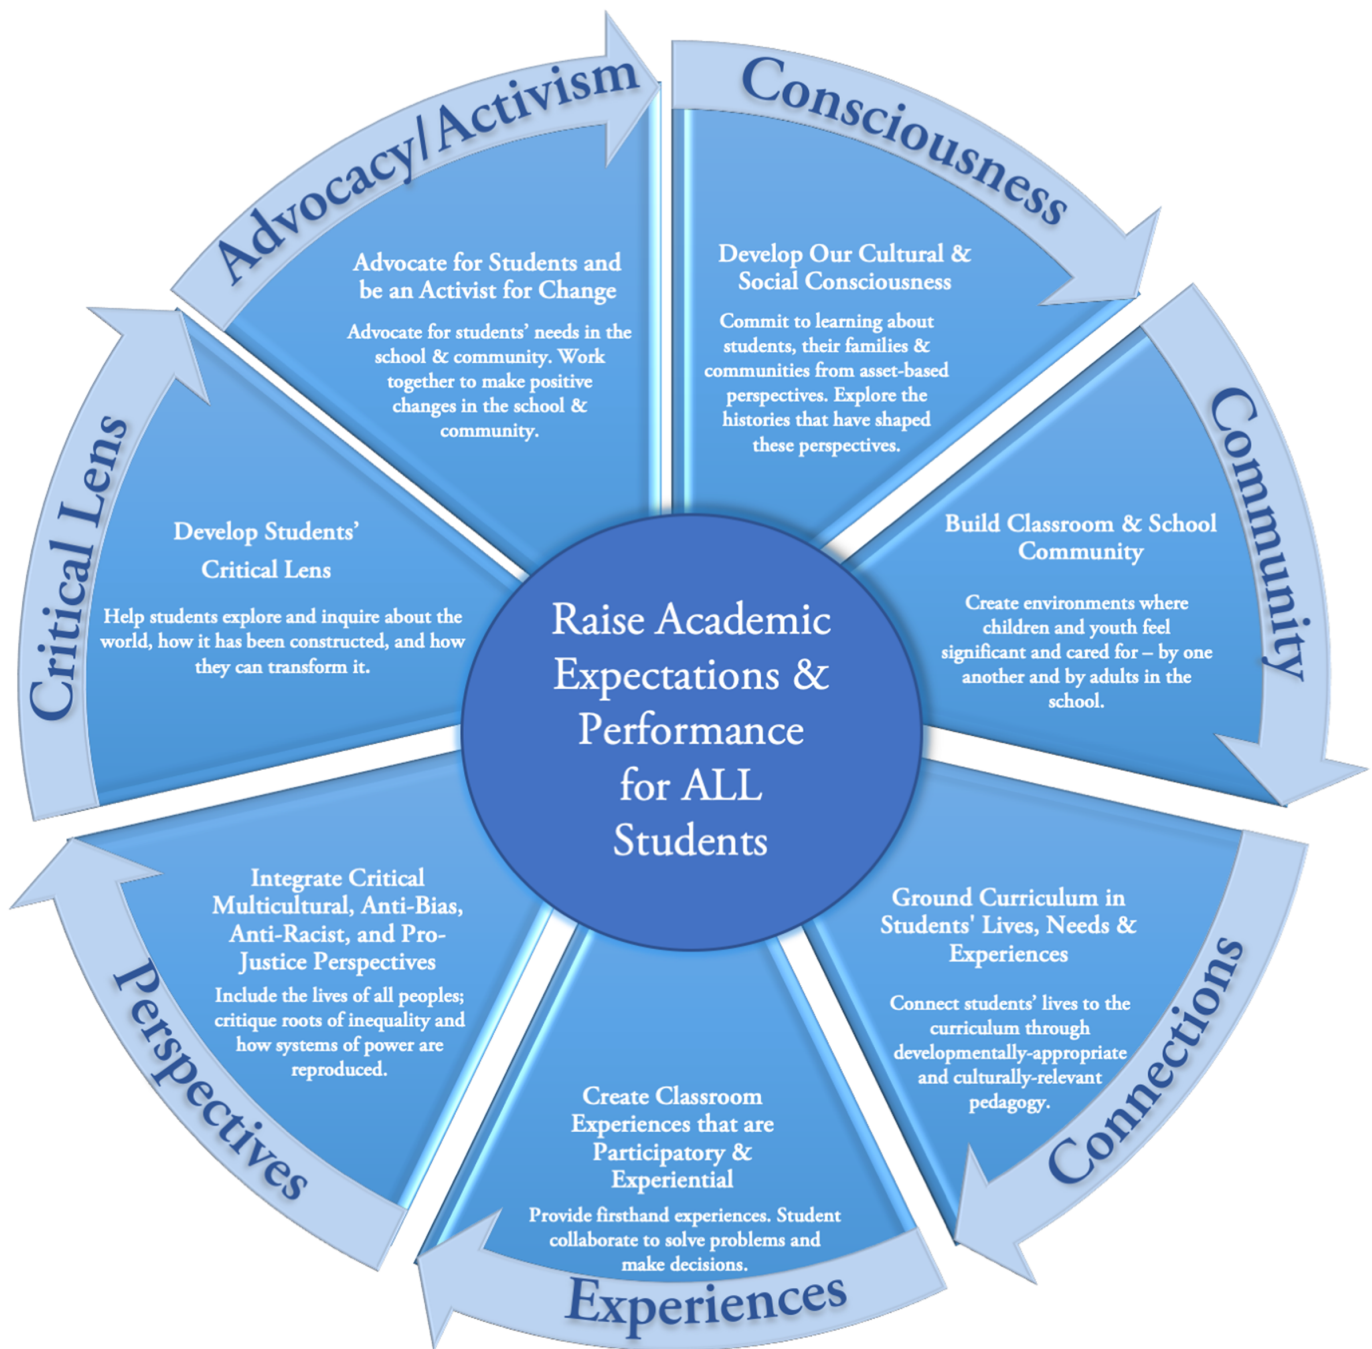 Advocacy/Activism
Advocate for Students and
be an Activist for Change
Advocate for students' needs in the
school & community. Work
together to make positive
changes in the school &
community.
Consciousness
Develop Our Cultural &
Social Consciousness
Commit to learning about
students, their families &
communities from asset-based
perspectives. Explore the
histories that have shaped
these perspectives.
Community
Build Classroom & School
Community
Create environments where
children and youth feel
significant and cared for – by one
another and by adults in the
school.
Connections
Ground Curriculum in
Students' Lives, Needs &
Experiences
Connect students' lives to the
curriculum through
developmentally-appropriate
and culturally-relevant
pedagogy.
Experiences
Create Classroom
Experiences that are
Participatory &
Experiential
Provide firsthand experiences. Student
collaborate to solve problems and
make decisions.
Perspectives
Integrate Critical
Multicultural, Anti-Bias,
Anti-Racist, and Pro-
Justice Perspectives
Include the lives of all peoples;
critique roots of inequality and
how systems of power are
reproduced.
Critical Lens
Develop Students'
Critical Lens
Help students explore and inquire about the
world, how it has been constructed, and how
they can transform it.
Raise Academic
Expectations &
Performance
for ALL
Students